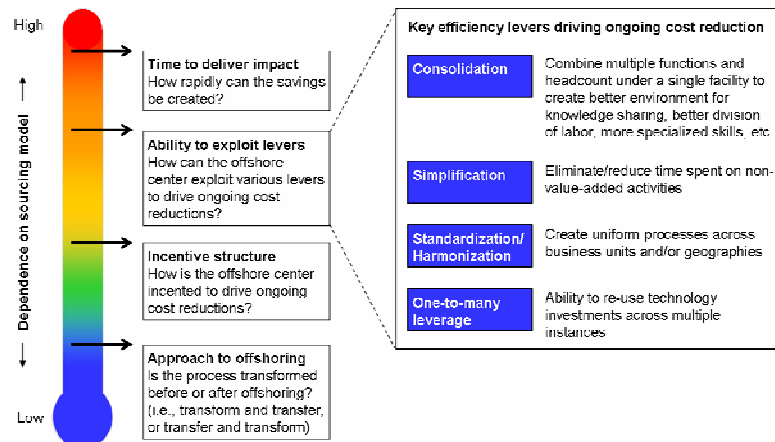 High
Dependence on sourcing model
Low
Time to deliver impact
How rapidly can the savings
be created?
Ability to exploit levers
How can the offshore
center exploit various levers
to drive ongoing cost
reductions?
Incentive structure
How is the offshore center
incented to drive ongoing
cost reductions?
Approach to offshoring
Is the process transformed
before or after offshoring?
(i.e., transform and transfer,
or transfer and transform)
Key efficiency levers driving ongoing cost reduction
Consolidation
Combine multiple functions and
headcount under a single facility to
create better environment for
knowledge sharing, better division
of labor, more specialized skills, etc
Simplification
Eliminate/reduce time spent on non-
value-added activities
Standardization/
Harmonization
Create uniform processes across
business units and/or geographies
One-to-many
leverage
Ability to re-use technology
investments across multiple
instances